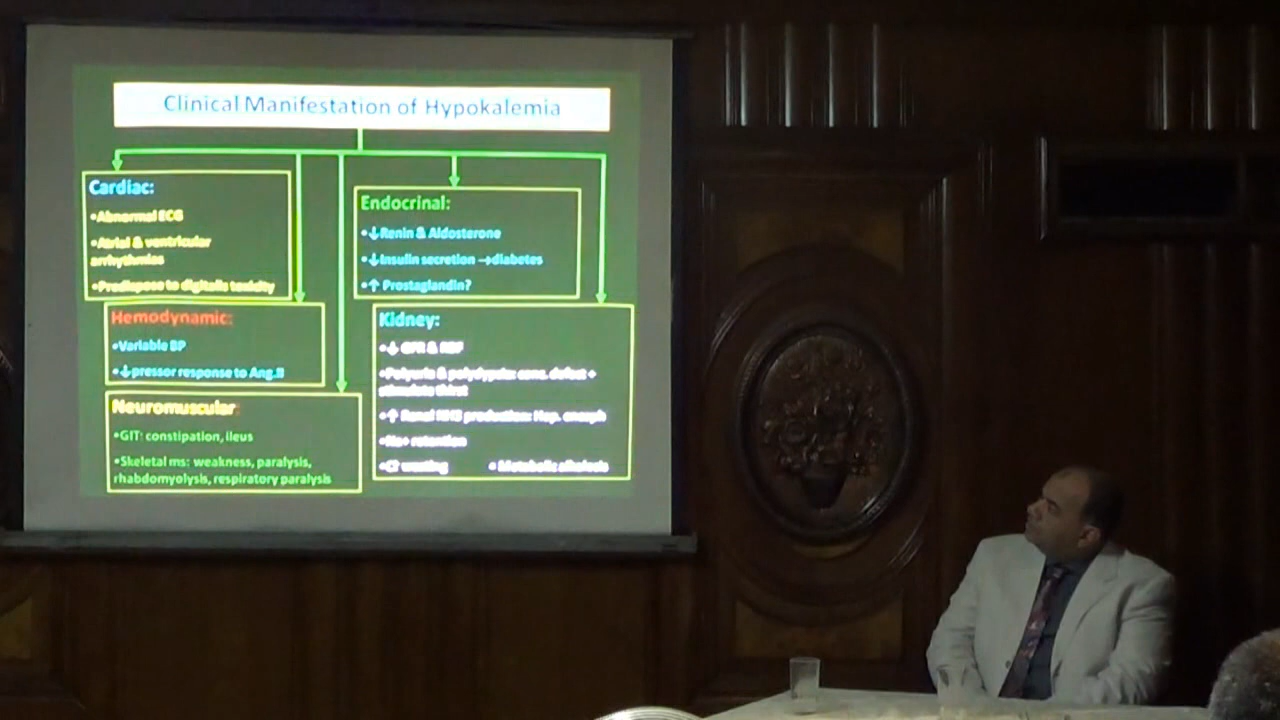 Clinical Manifestation of Hypokalemia
Cardiac:
•Abnormal ECG
•Atrial & ventricular
arrhythmias
•Predispose to digitalis toxicity
Hemodynamic:
•Variable BP
•↓pressor response to Ang.II
Neuromuscular:
•GIT: constipation, ileus
•Skeletal ms: weakness, paralysis,
rhabdomyolysis, respiratory paralysis
Endocrinal:
•↓Renin & Aldosterone
•↓Insulin secretion →diabetes
•↑ Prostaglandin?
Kidney:
•↓ GFR & RBF
•Polyuria & polydypsia: conc. defect +
stimulate thirst
•↑ Renal NH3 production: Hep. enceph
•Na+ retention
•Cl⁻ wasting •Metabolic alkalosis